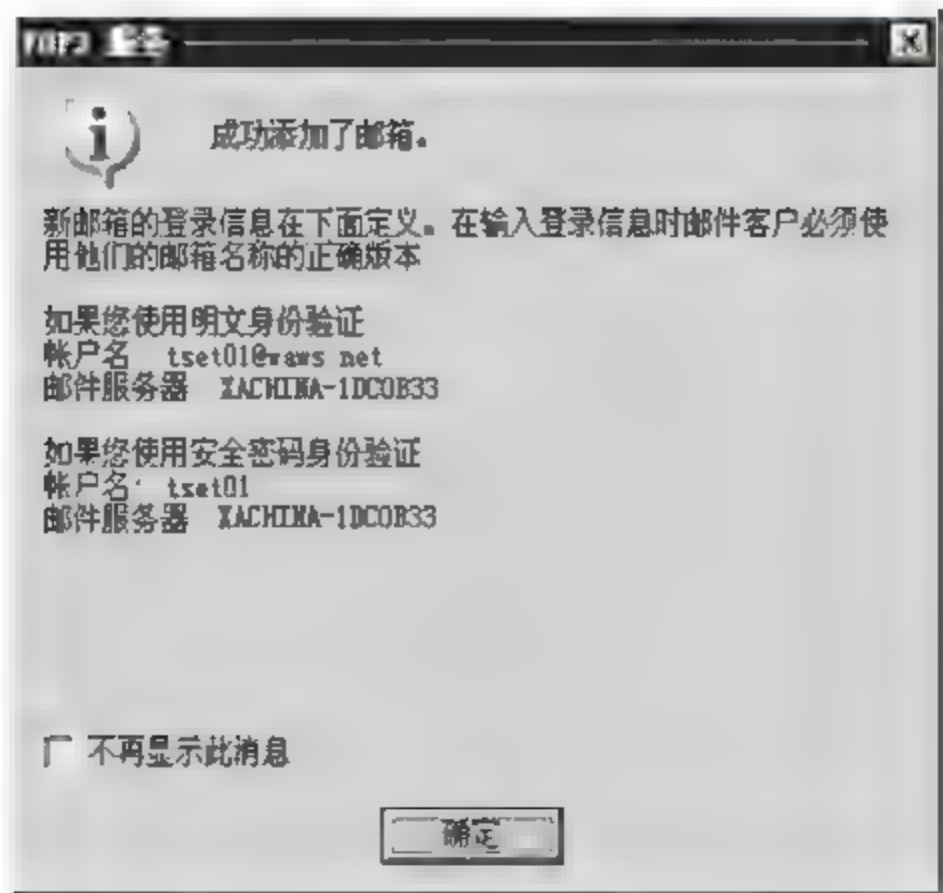 POP3 服务
成功添加了邮箱。
新邮箱的登录信息在下面定义。在输入登录信息时邮件客户必须使
用他们的邮箱名称的正确版本
如果您使用明文身份验证
帐户名 tset01@waws net
邮件服务器 XACHINA-1DC0B33
如果您使用安全密码身份验证
帐户名: tset01
邮件服务器 XACHINA-1DC0B33
不再显示此消息
确定